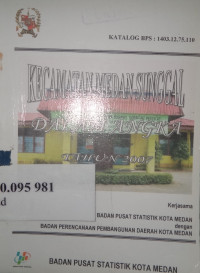 KATALOG BPS : 1403.12.75.110
KECAMATAN MEDAN SUNGGAL
DALAM ANGKA
TAHUN 200
0.095 981
d
Kerjasama
BADAN PUSAT STATISTIK KOTA MEDAN
dengan
BADAN PERENCANAAN PEMBANGUNAN DAERAH KOTA MEDAN
BADAN PUSAT STATISTIK KOTA MEDAN